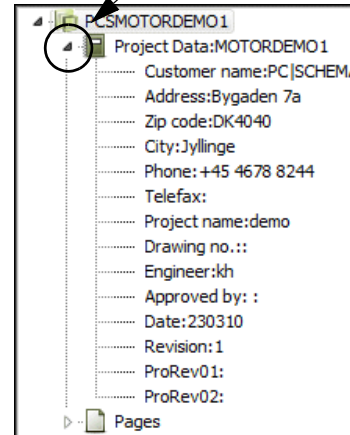 PCSMOTORDEMO1
Project Data:MOTORDEMO1
Customer name:PC|SCHEMA
Address:Bygaden 7a
Zip code:DK4040
City:Jyllinge
Phone:+45 4678 8244
Telefax:
Project name:demo
Drawing no.::
Engineer:kh
Approved by: :
Date:230310
Revision:1
ProRev01:
ProRev02:
Pages